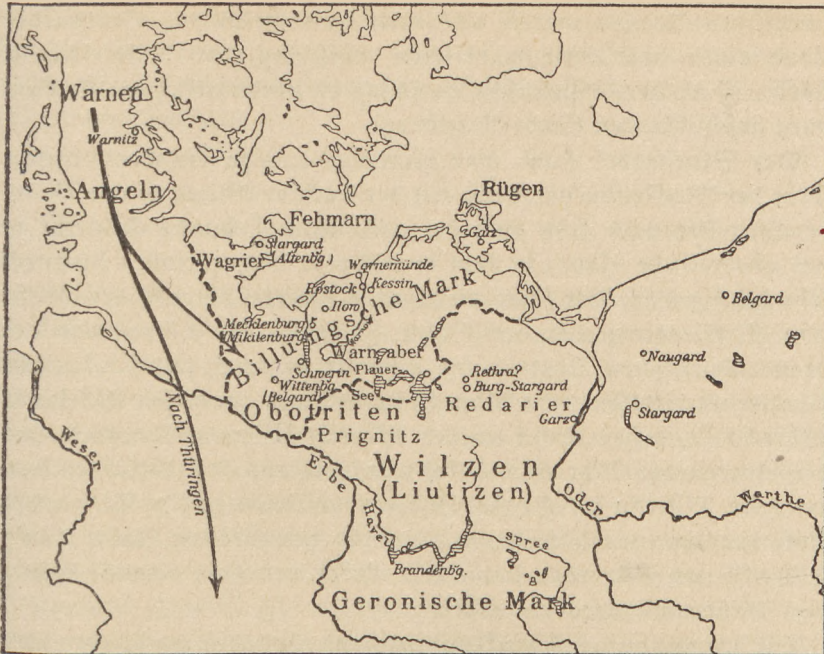 Warnen
Warnitz
Angeln
Rügen
Fehmarn
Garz
Stargard
(Altenbg.)
Wagrier
Warnemünde
Rostock
Kessin
Ilow
Mecklenburg
(Mikilenburg)
Billungsche Mark
Warnow
Warnaber
Belgard
Naugard
Stargard
Schwerin
Plauer
See
Wittenbg.
(Belgard)
Rethra?
Burg-Stargard
Obotriten
Redarier
Garz
Prignitz
Nach Thüringen
Weser
Elbe
Wilzen
(Liutizen)
Oder
Warthe
Havel
Spree
Brandenbg.
Geronische Mark